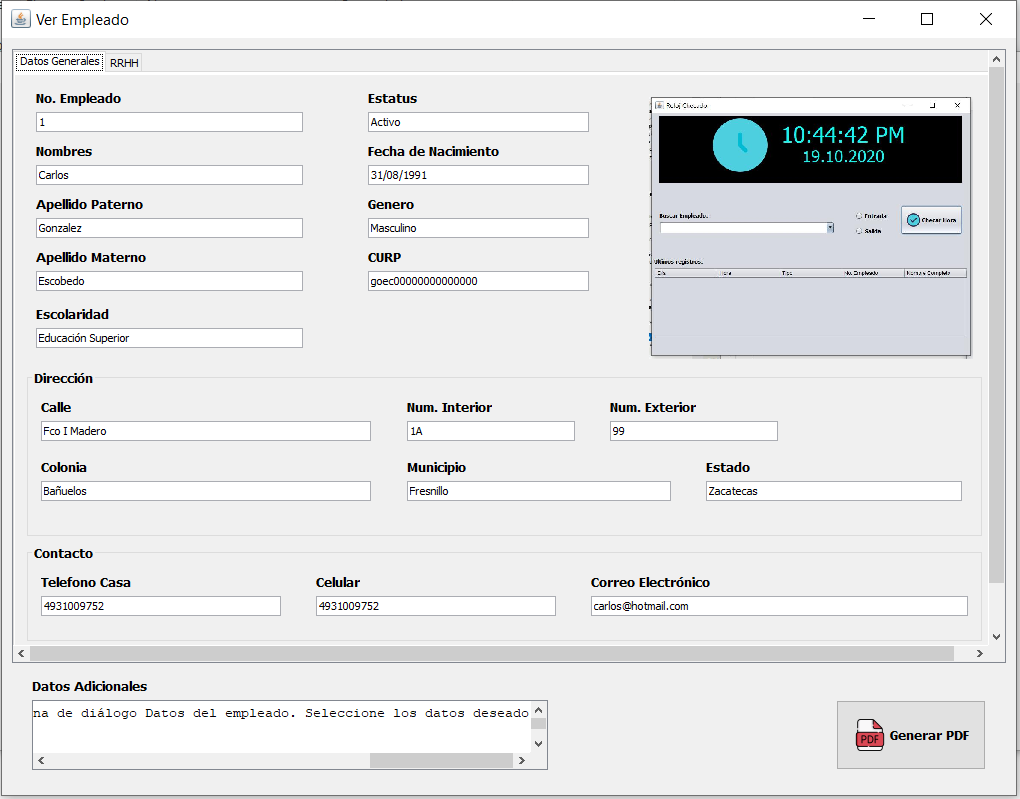 Ver Empleado
Datos Generales RRHH
No. Empleado
1
Estatus
Activo
Nombres
Carlos
Fecha de Nacimiento
31/08/1991
Apellido Paterno
Gonzalez
Genero
Masculino
Apellido Materno
Escobedo
CURP
goec00000000000000
Escolaridad
Educación Superior
Reloj Checado
10:44:42 PM
19.10.2020
Buscar Empleado:
Entrada
Salida
Checar Hora
Ultimos registros:
Día Hora Tipo No. Empleado Nombre Completo
Dirección
Calle
Fco I Madero
Num. Interior
1A
Num. Exterior
99
Colonia
Bañuelos
Municipio
Fresnillo
Estado
Zacatecas
Contacto
Telefono Casa
4931009752
Celular
4931009752
Correo Electrónico
carlos@hotmail.com
Datos Adicionales
na de diálogo Datos del empleado. Seleccione los datos deseado
PDF
Generar PDF